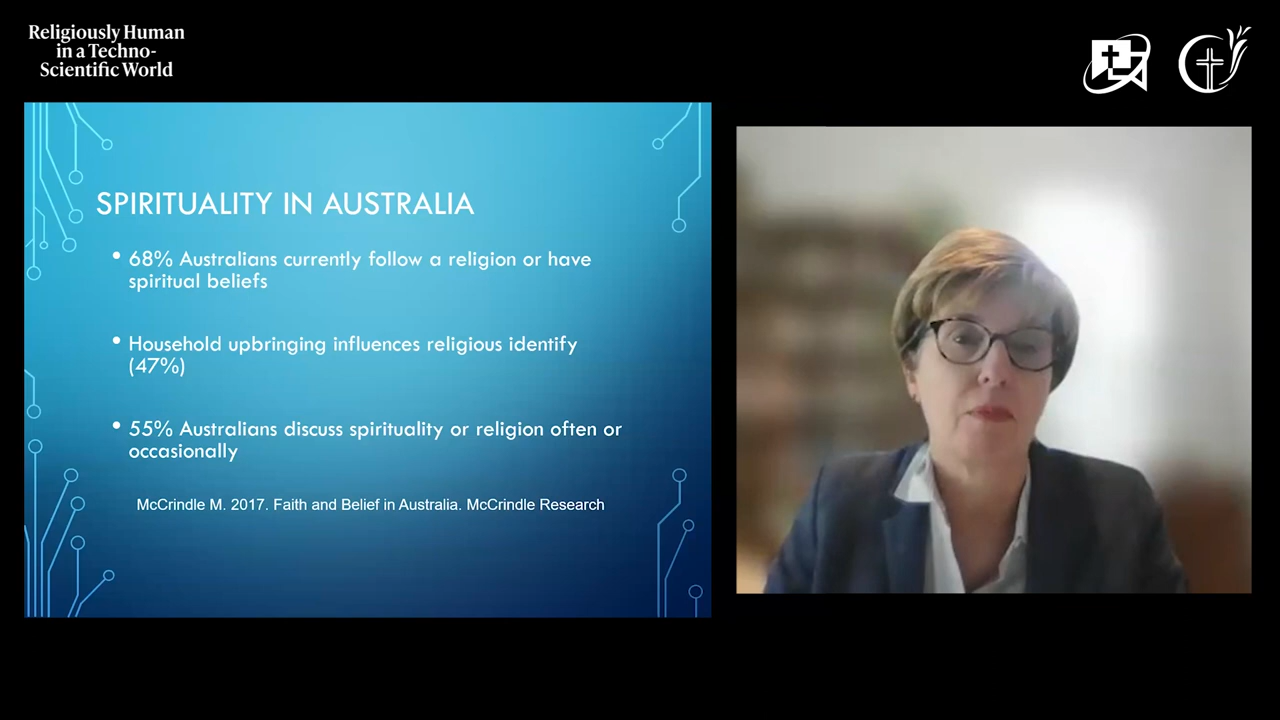 Religiously Human
in a Techno-
Scientific World
SPIRITUALITY IN AUSTRALIA
• 68% Australians currently follow a religion or have
spiritual beliefs
• Household upbringing influences religious identify
(47%)
• 55% Australians discuss spirituality or religion often or
occasionally
McCrindle M. 2017. Faith and Belief in Australia. McCrindle Research